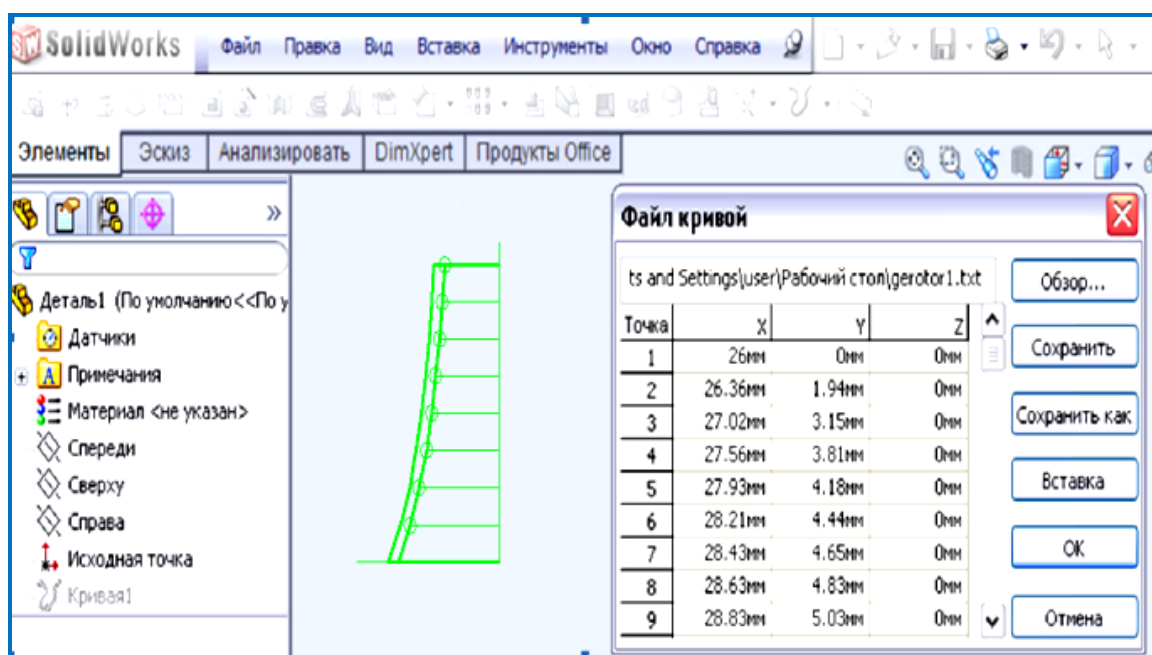 SolidWorks Файл Правка Вид Вставка Инструменты Окно Справка
Элементы Эскиз Анализировать DimXpert Продукты Office
Деталь1 (По умолчанию<<По у
Датчики
Примечания
Материал <не указан>
Спереди
Сверху
Справа
Исходная точка
Кривая1
Файл кривой
ts and Settings\user\Рабочий стол\gerotor1.txt Обзор...
Точка X Y Z
1 26мм 0мм 0мм
2 26.36мм 1.94мм 0мм
3 27.02мм 3.15мм 0мм
4 27.56мм 3.81мм 0мм
5 27.93мм 4.18мм 0мм
6 28.21мм 4.44мм 0мм
7 28.43мм 4.65мм 0мм
8 28.63мм 4.83мм 0мм
9 28.83мм 5.03мм 0мм
Сохранить
Сохранить как
Вставка
ОК
Отмена